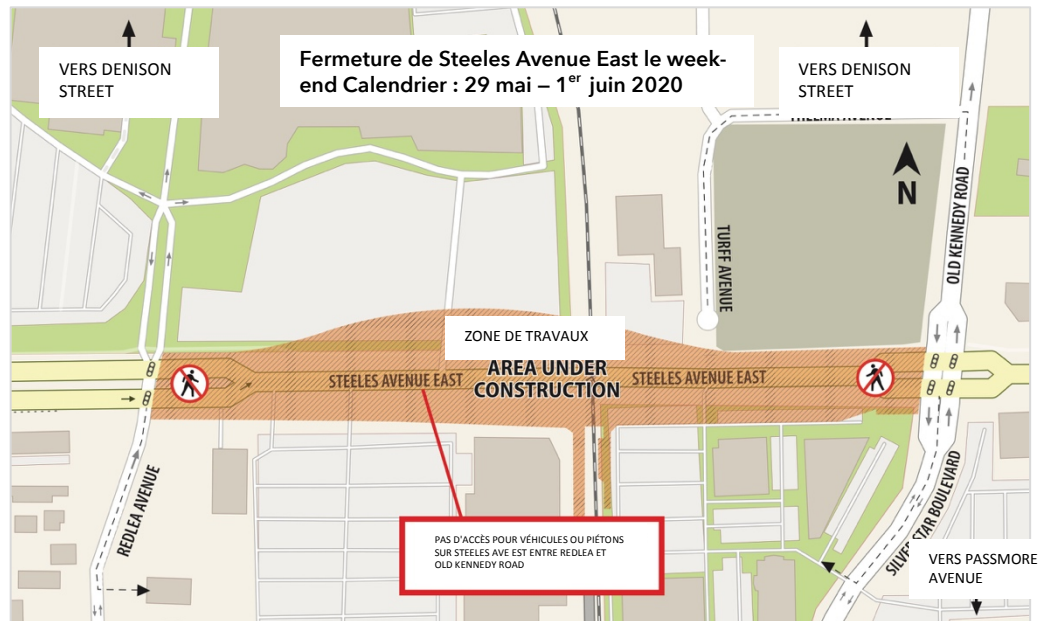 VERS DENISON
STREET
Fermeture de Steeles Avenue East le week-
end Calendrier : 29 mai – 1er juin 2020
VERS DENISON
STREET
THELMA AVENUE
N
OLD KENNEDY ROAD
TURFF AVENUE
ZONE DE TRAVAUX
AREA UNDER
CONSTRUCTION
STEELES AVENUE EAST
STEELES AVENUE EAST
REDLEA AVENUE
PAS D'ACCÈS POUR VÉHICULES OU PIÉTONS
SUR STEELES AVE EST ENTRE REDLEA ET
OLD KENNEDY ROAD
SILVER STAR BOULEVARD
VERS PASSMORE
AVENUE